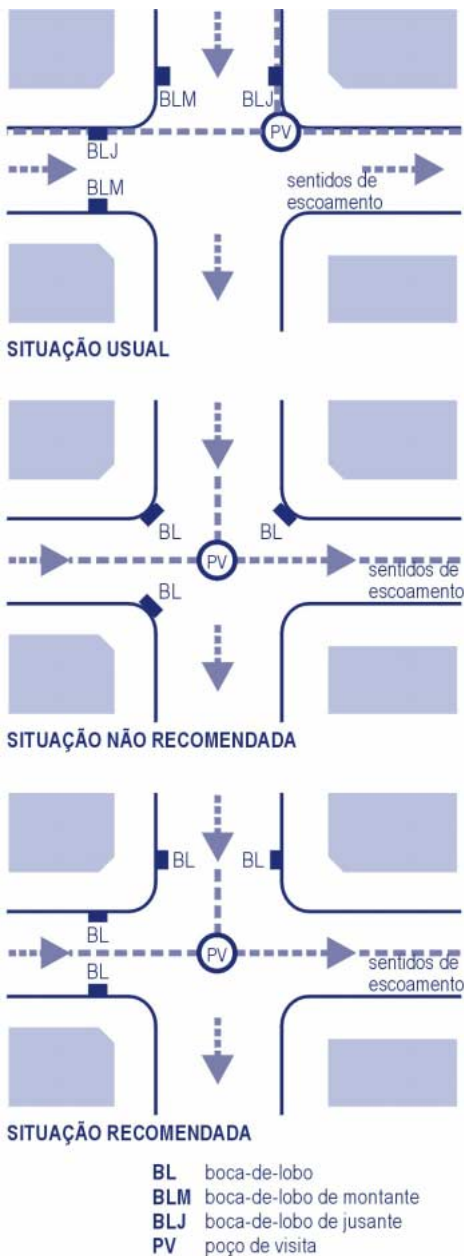 BLM
BLJ
PV
BLJ
BLM
sentidos de
escoamento
SITUAÇÃO USUAL
BL
BL
PV
sentidos de
escoamento
BL
SITUAÇÃO NÃO RECOMENDADA
BL
BL
BL
PV
sentidos de
escoamento
BL
SITUAÇÃO RECOMENDADA
BL boca-de-lobo
BLM boca-de-lobo de montante
BLJ boca-de-lobo de jusante
PV poço de visita